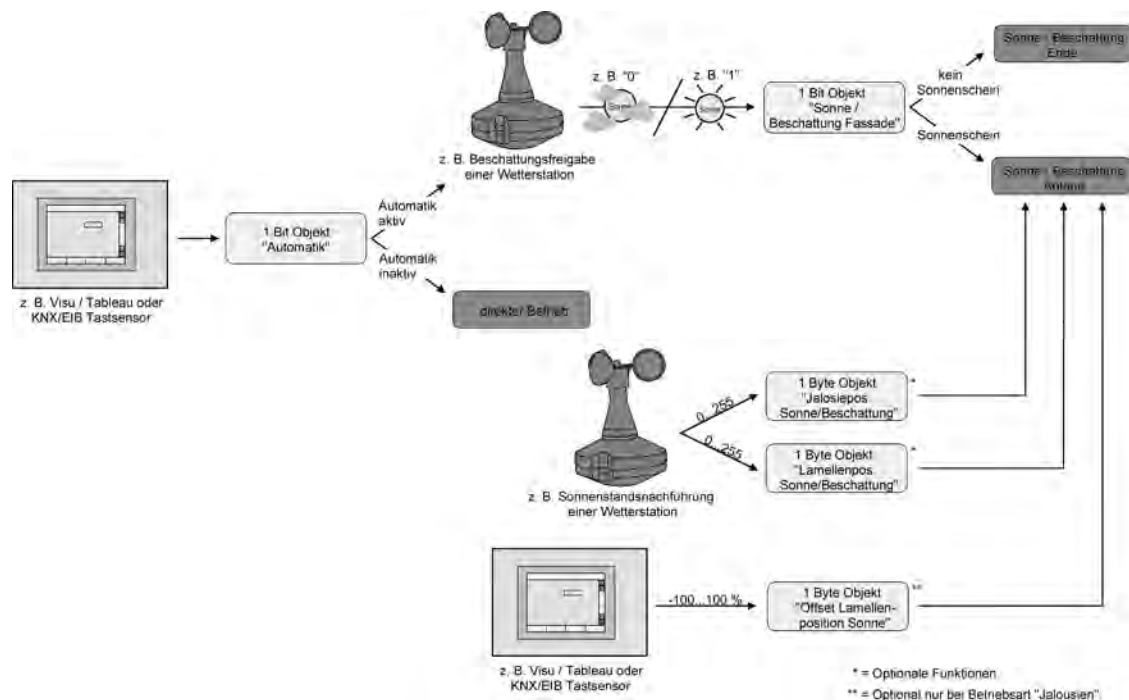 z. B. "0"
z. B. "1"
Sonne
Sonne
1 Bit Objekt
"Sonne /
Beschattung Fassade"
Sonne / Beschattung
Ende
kein
Sonnenschein
Sonnenschein
Sonne / Beschattung
Anfang
z. B. Beschattungsfreigabe
einer Wetterstation
Automatik
aktiv
1 Bit Objekt
"Automatik"
Automatik
inaktiv
z. B. Visu / Tableau oder
KNX/EIB Tastsensor
direkter Betrieb
0...255
1 Byte Objekt
"Jalosiepos
Sonne/Beschattung"
*
0...255
1 Byte Objekt
"Lamellenpos
Sonne/Beschattung"
*
z. B. Sonnenstandsnachführung
einer Wetterstation
-100...100 %
1 Byte Objekt
"Offset Lamellen-
position Sonne"
**
z. B. Visu / Tableau oder
KNX/EIB Tastsensor
* = Optionale Funktionen
** = Optional nur bei Betriebsart "Jalousien"